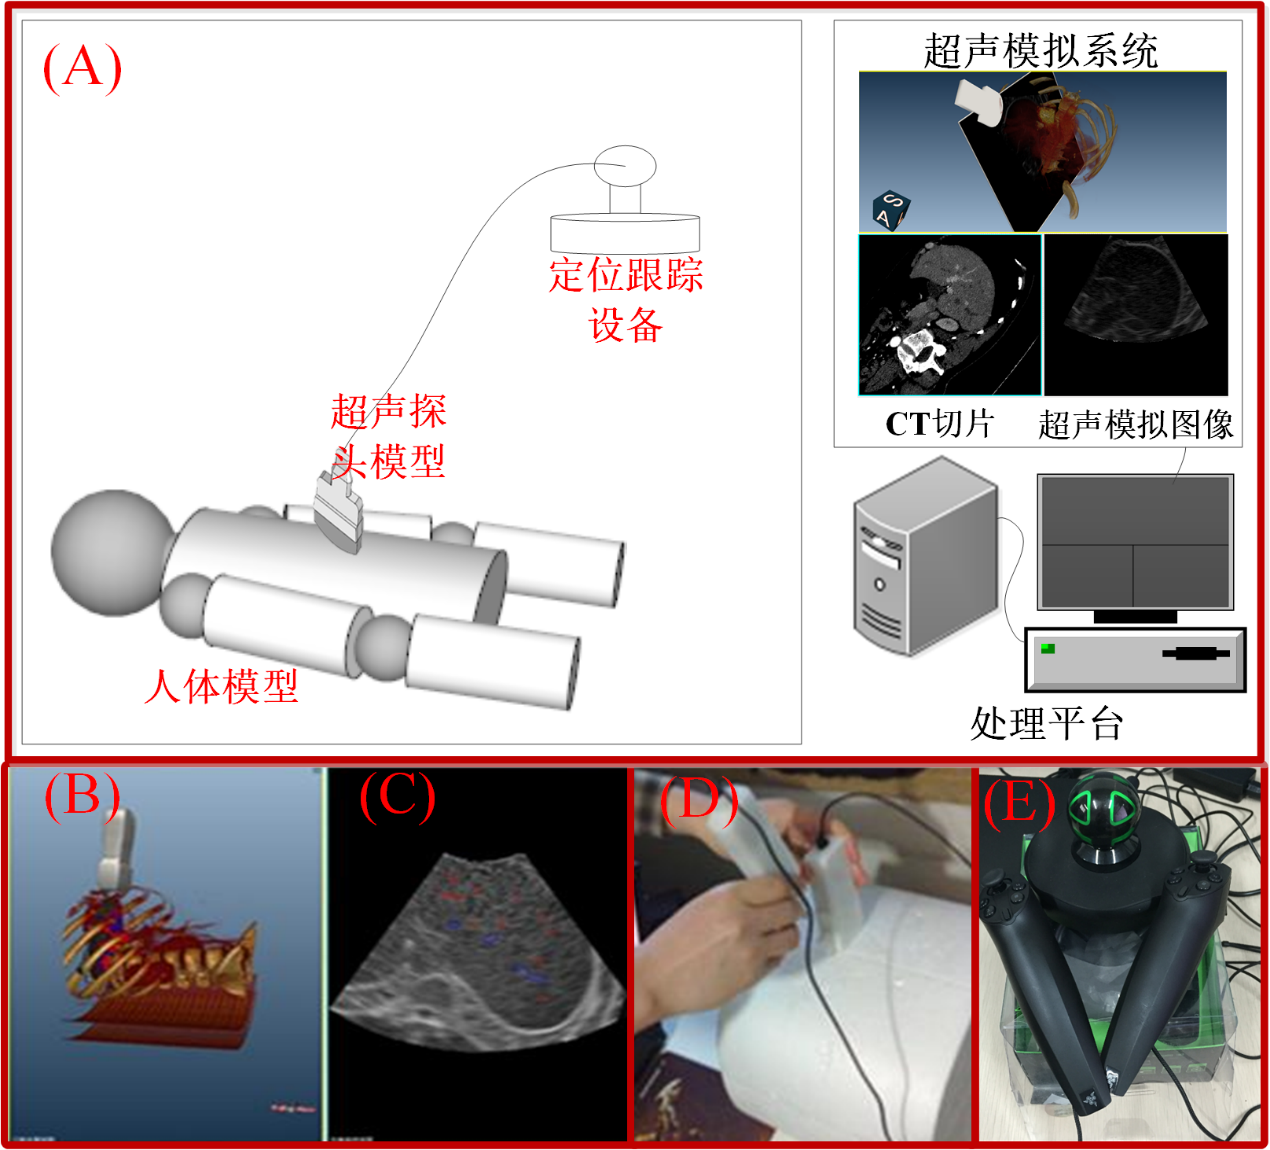 (A)
定位跟踪
设备
超声探
头模型
人体模型
超声模拟系统
S
A
CT切片
超声模拟图像
处理平台
(B)
(C)
(D)
(E)